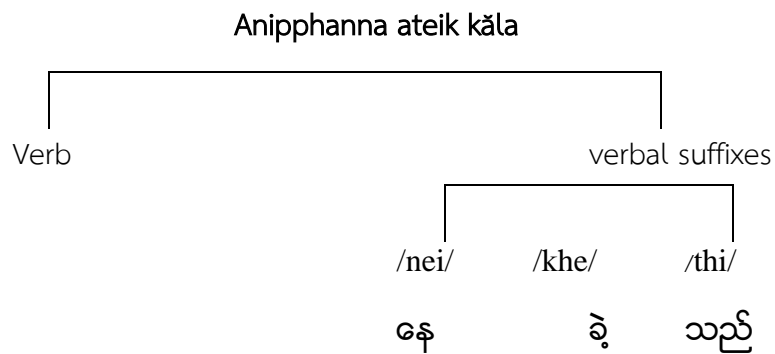 Anipphanna ateik kăla
Verb verbal suffixes
/nei/ /khe/ /thi/
နေ ခဲ့ သည်